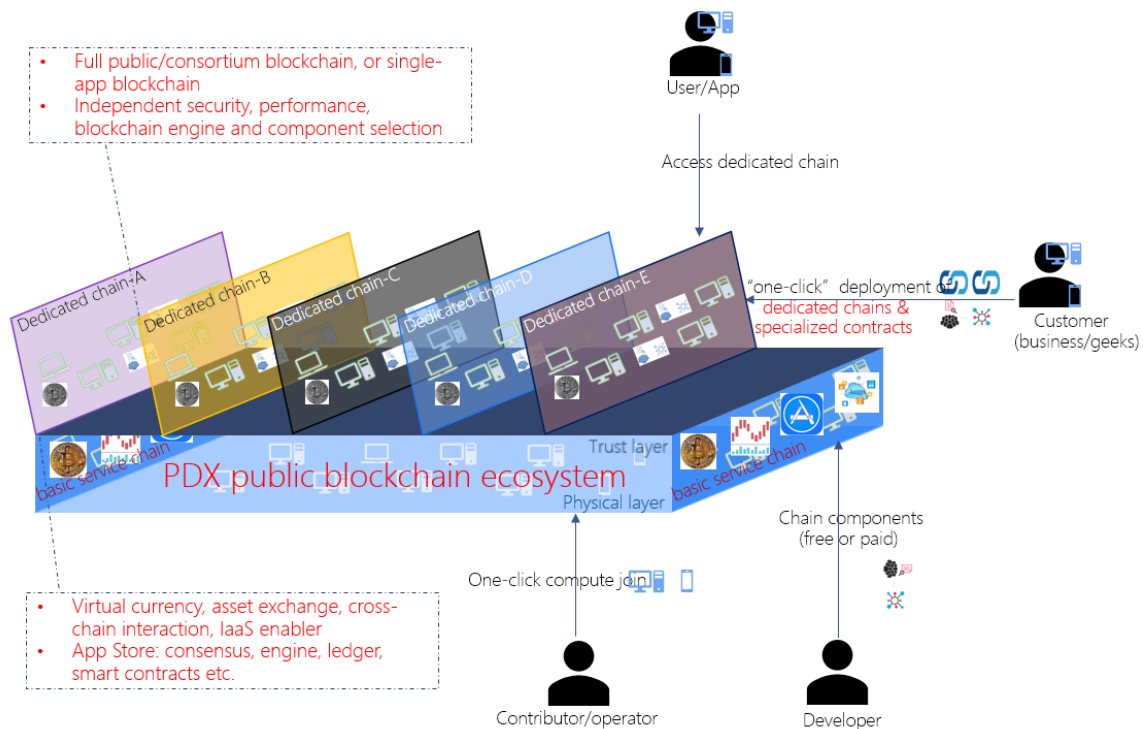 • Full public/consortium blockchain, or single-
app blockchain
• Independent security, performance,
blockchain engine and component selection
User/App
Access dedicated chain
Dedicated chain-A
Dedicated chain-B
Dedicated chain-C
Dedicated chain-D
Dedicated chain-E
"one-click" deployment of
dedicated chains &
specialized contracts
Customer
(business/geeks)
Trust layer
basic service chain
PDX public blockchain ecosystem
basic service chain
Physical layer
Chain components
(free or paid)
One-click compute join
• Virtual currency, asset exchange, cross-
chain interaction, IaaS enabler
• App Store: consensus, engine, ledger,
smart contracts etc.
Contributor/operator
Developer